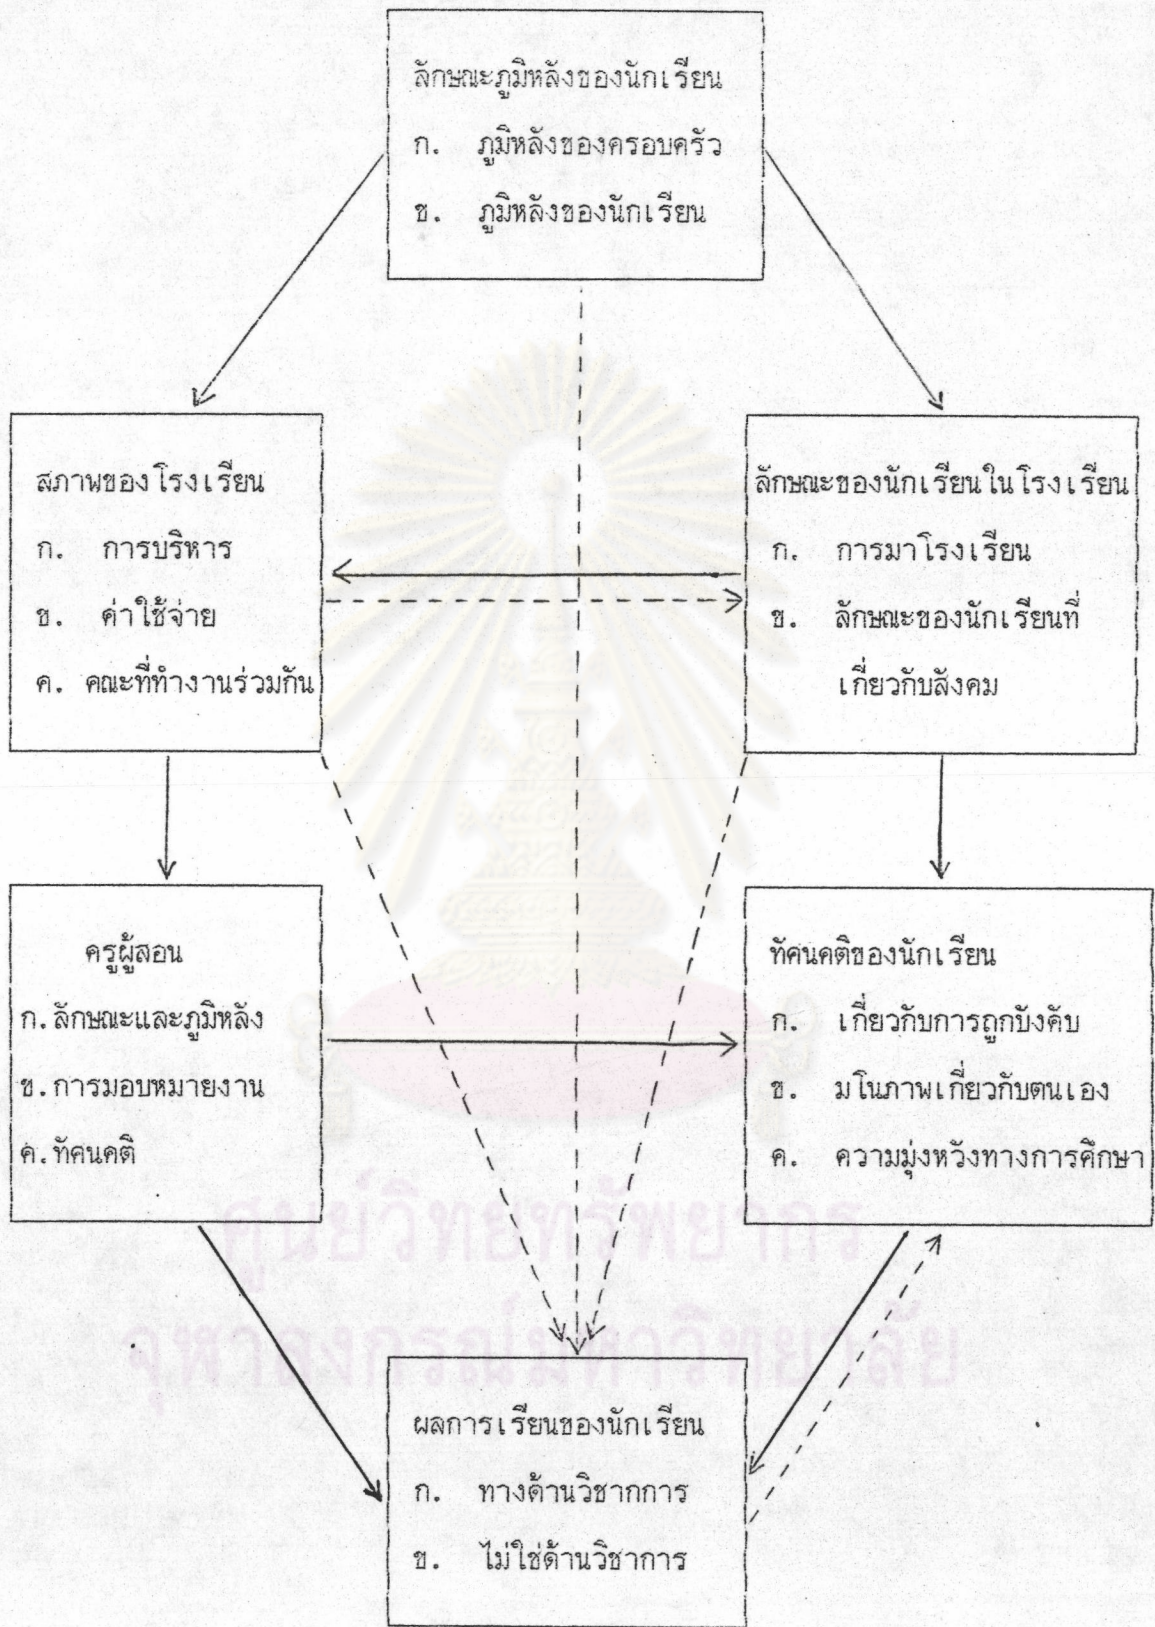 ลักษณะภูมิหลังของนักเรียน
ก. ภูมิหลังของครอบครัว
ข. ภูมิหลังของนักเรียน
สภาพของโรงเรียน
ก. การบริหาร
ข. ค่าใช้จ่าย
ค. คณะที่ทำงานร่วมกัน
ลักษณะของนักเรียนในโรงเรียน
ก. การมาโรงเรียน
ข. ลักษณะของนักเรียนที่
เกี่ยวกับสังคม
ครูผู้สอน
ก. ลักษณะและภูมิหลัง
ข. การมอบหมายงาน
ค. ทัศนคติ
ทัศนคติของนักเรียน
ก. เกี่ยวกับการถูกบังคับ
ข. มโนภาพเกี่ยวกับตนเอง
ค. ความมุ่งหวังทางการศึกษา
ศูนย์วิทยทรัพยากร
จุฬาลงกรณ์มหาวิทยาลัย
ผลการเรียนของนักเรียน
ก. ทางด้านวิชากการ
ข. ไม่ใช่ด้านวิชาการ